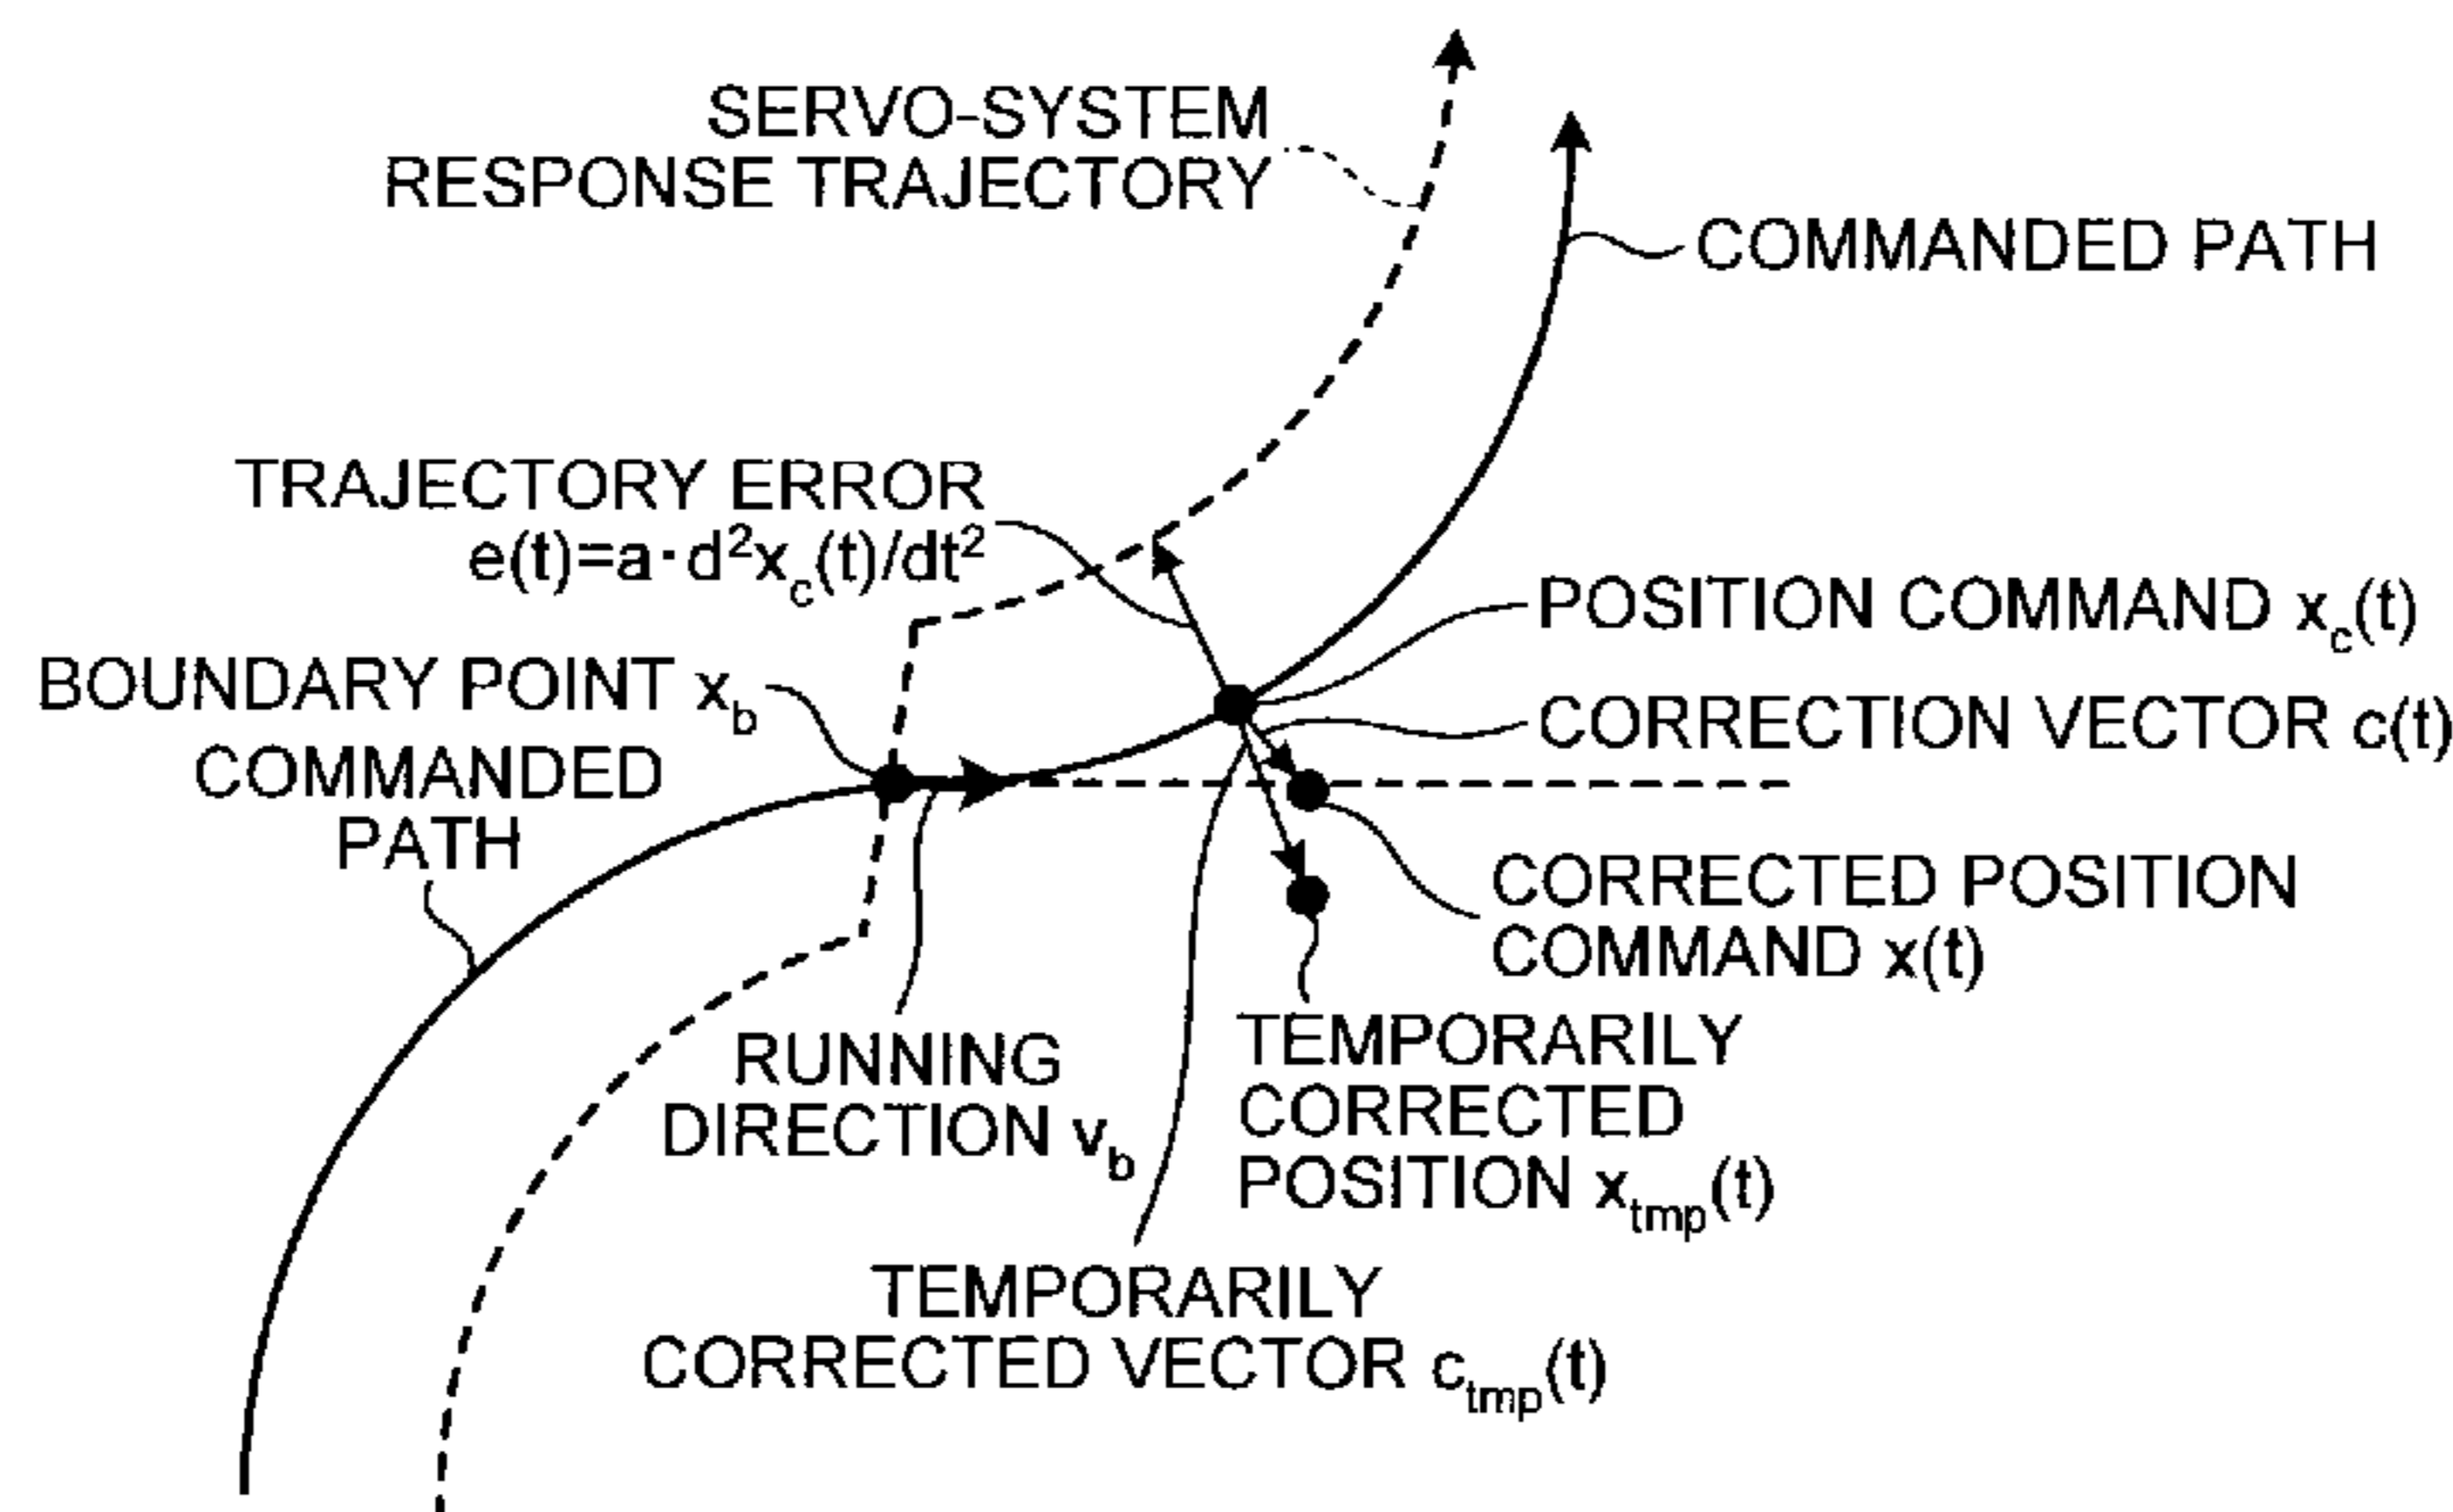 SERVO-SYSTEM
RESPONSE TRAJECTORY
COMMANDED PATH
TRAJECTORY ERROR
e(t)=a·d²x_c(t)/dt²
POSITION COMMAND x_c(t)
BOUNDARY POINT x_b
CORRECTION VECTOR c(t)
COMMANDED
PATH
CORRECTED POSITION
COMMAND x(t)
RUNNING
DIRECTION v_b
TEMPORARILY
CORRECTED
POSITION x_tmp(t)
TEMPORARILY
CORRECTED VECTOR c_tmp(t)